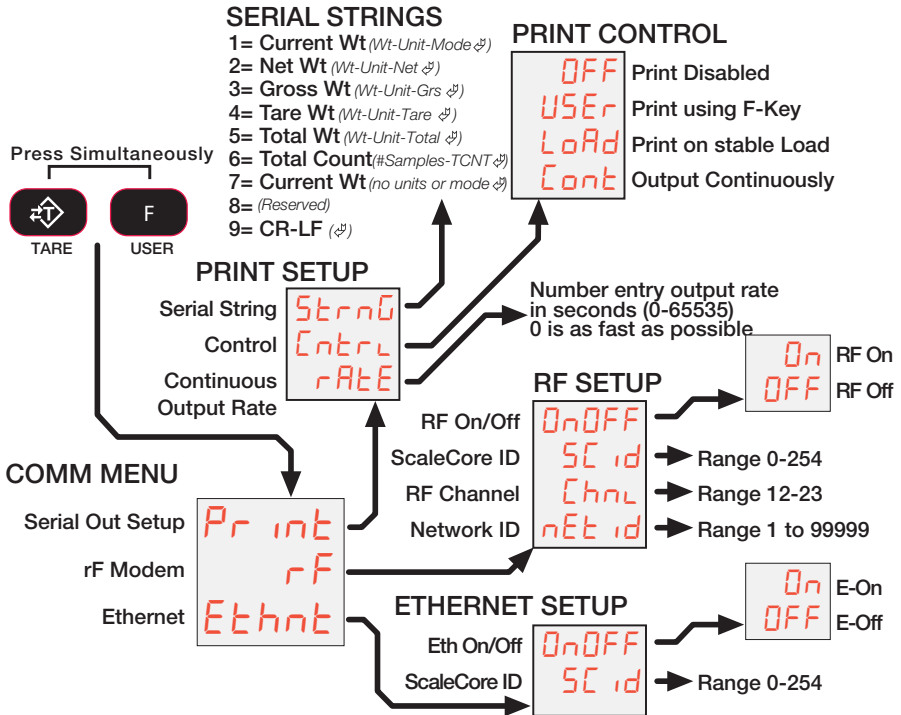 SERIAL STRINGS
1= Current Wt (Wt-Unit-Mode ⏎)
2= Net Wt (Wt-Unit-Net ⏎)
3= Gross Wt (Wt-Unit-Grs ⏎)
4= Tare Wt (Wt-Unit-Tare ⏎)
5= Total Wt (Wt-Unit-Total ⏎)
6= Total Count (#Samples-TCNT ⏎)
7= Current Wt (no units or mode ⏎)
8= (Reserved)
9= CR-LF (⏎)
PRINT CONTROL
OFF Print Disabled
USEr Print using F-Key
LoAd Print on stable Load
Cont Output Continuously
Press Simultaneously
T
F
TARE
USER
PRINT SETUP
Serial String StrnG
Control CntrL
Continuous
Output Rate
rAtE
Number entry output rate
in seconds (0-65535)
0 is as fast as possible
RF SETUP
RF On/Off OnOFF
On RF On
OFF RF Off
ScaleCore ID SC id Range 0-254
RF Channel ChnL Range 12-23
Network ID nEt id Range 1 to 99999
COMM MENU
Serial Out Setup Print
rF Modem rF
Ethernet Ethnt
ETHERNET SETUP
Eth On/Off OnOFF
On E-On
OFF E-Off
ScaleCore ID SC id Range 0-254